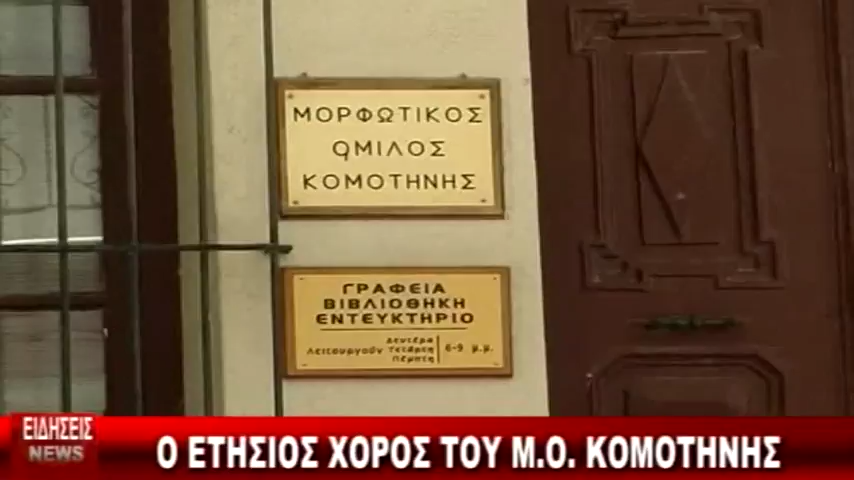 ΜΟΡΦΩΤΙΚΟΣ
ΟΜΙΛΟΣ
ΚΟΜΟΤΗΝΗΣ
ΓΡΑΦΕΙΑ
ΒΙΒΛΙΟΘΗΚΗ
ΕΝΤΕΥΚΤΗΡΙΟ
Δευτέρα
Λειτουργούν Τετάρτη 6-9 μ.μ.
Πέμπτη
ΕΙΔΗΣΕΙΣ
NEWS
Ο ΕΤΗΣΙΟΣ ΧΟΡΟΣ ΤΟΥ Μ.Ο. ΚΟΜΟΤΗΝΗΣ